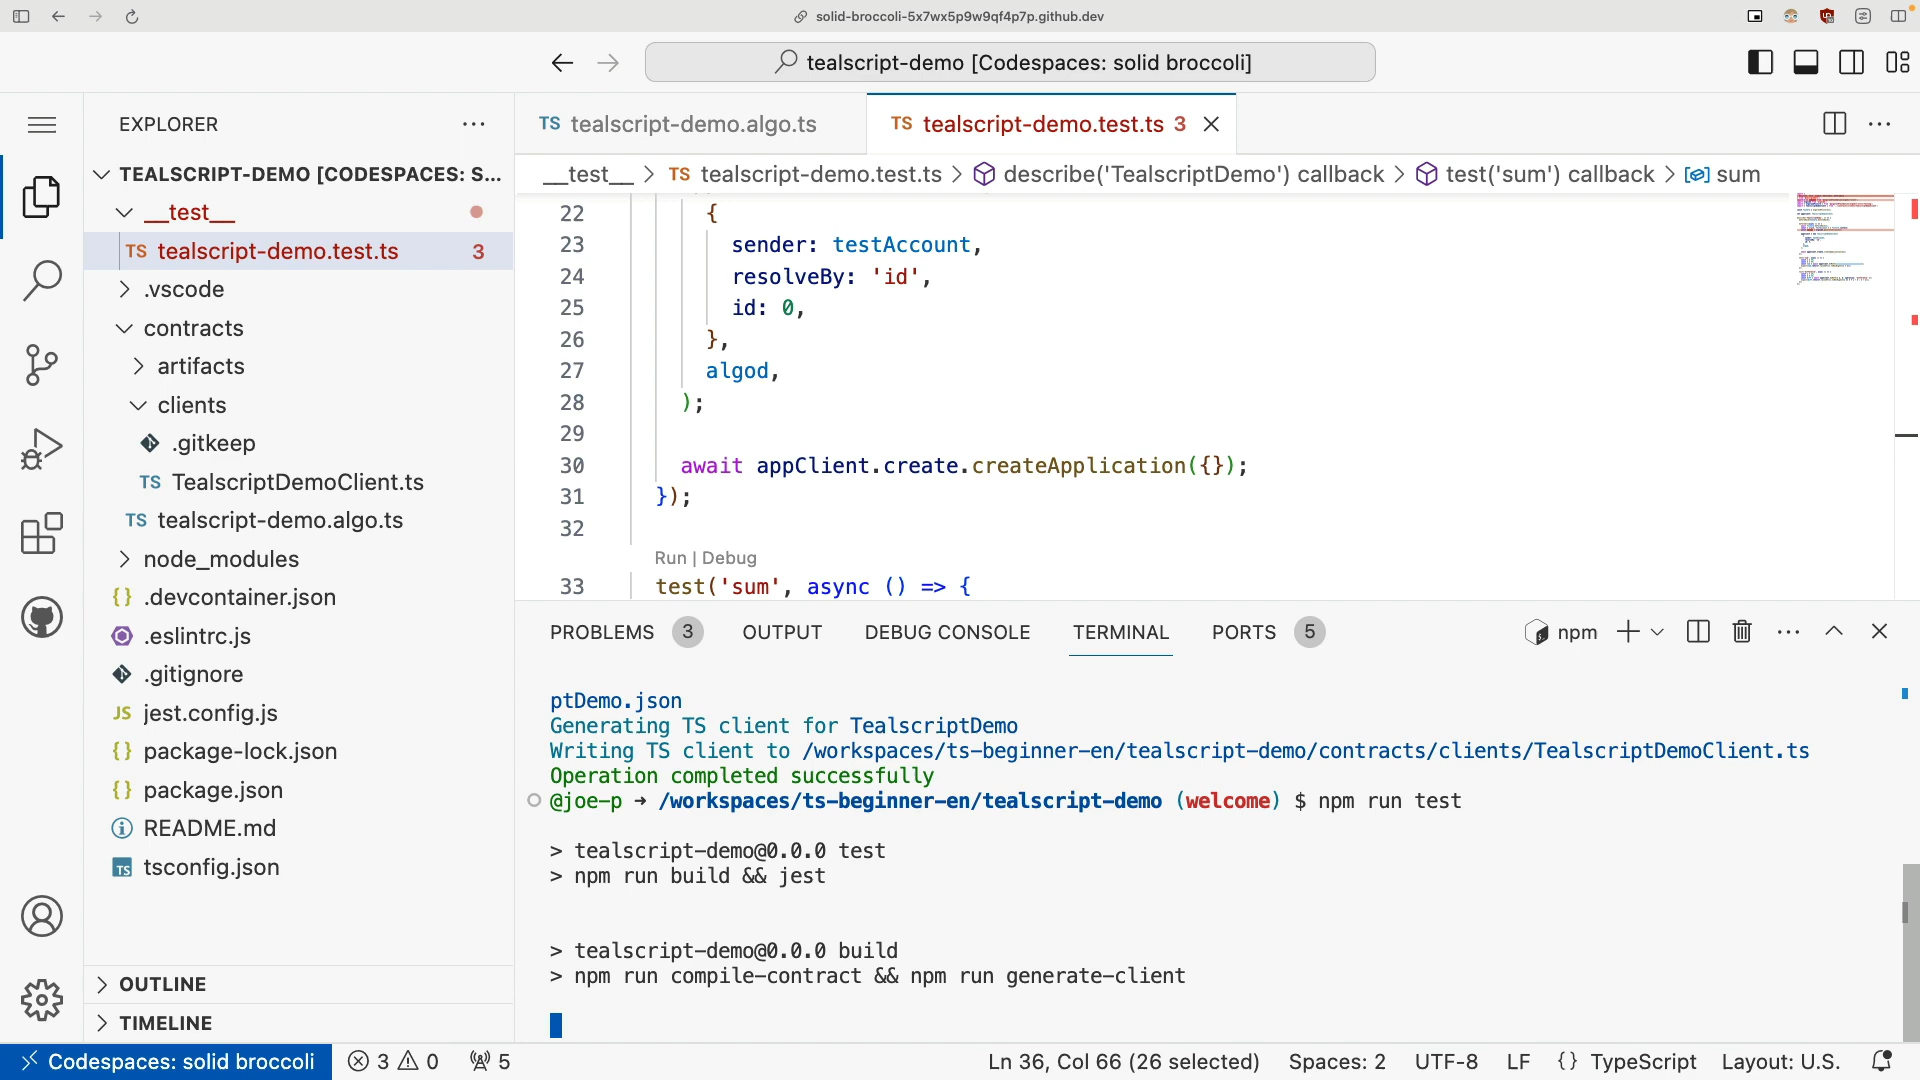 solid-broccoli-5x7wx5p9w9qf4p7p.github.dev
tealscript-demo [Codespaces: solid broccoli]
EXPLORER
TEALSCRIPT-DEMO [CODESPACES: S...
__test__
TS tealscript-demo.test.ts 3
.vscode
contracts
artifacts
clients
.gitkeep
TS TealscriptDemoClient.ts
TS tealscript-demo.algo.ts
node_modules
{} .devcontainer.json
.eslintrc.js
.gitignore
JS jest.config.js
{} package-lock.json
{} package.json
README.md
TS tsconfig.json
OUTLINE
TIMELINE
TS tealscript-demo.algo.ts
TS tealscript-demo.test.ts 3
__test__ > TS tealscript-demo.test.ts > describe('TealscriptDemo') callback > test('sum') callback > sum
22 {
23 sender: testAccount,
24 resolveBy: 'id',
25 id: 0,
26 },
27 algod,
28 );
29
30 await appClient.create.createApplication({});
31 });
32
Run | Debug
33 test('sum', async () => {
PROBLEMS 3 OUTPUT DEBUG CONSOLE TERMINAL PORTS 5
npm
ptDemo.json
Generating TS client for TealscriptDemo
Writing TS client to /workspaces/ts-beginner-en/tealscript-demo/contracts/clients/TealscriptDemoClient.ts
Operation completed successfully
@joe-p ➜ /workspaces/ts-beginner-en/tealscript-demo (welcome) $ npm run test
> tealscript-demo@0.0.0 test
> npm run build && jest
> tealscript-demo@0.0.0 build
> npm run compile-contract && npm run generate-client
Codespaces: solid broccoli 3 0 5
Ln 36, Col 66 (26 selected) Spaces: 2 UTF-8 LF {} TypeScript Layout: U.S.